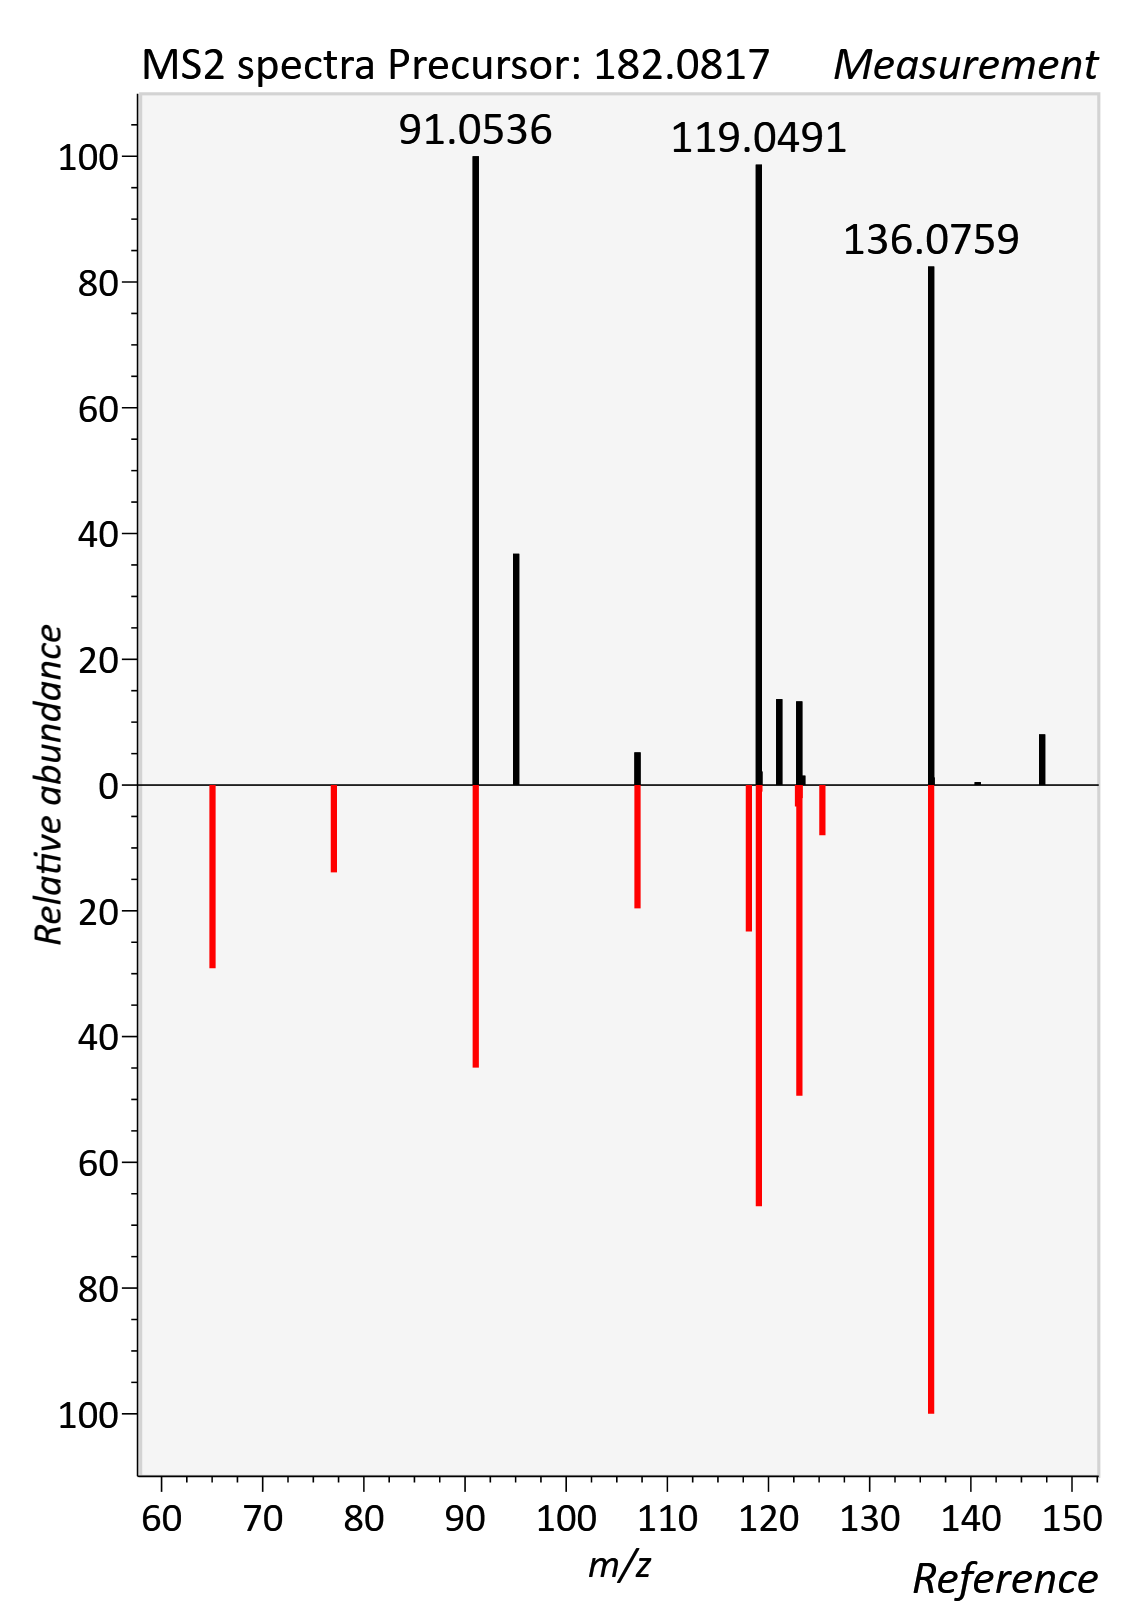 MS2 spectra Precursor: 182.0817 Measurement
91.0536
119.0491
136.0759
100
80
60
40
20
0
20
40
60
80
100
Relative abundance
60 70 80 90 100 110 120 130 140 150
m/z
Reference